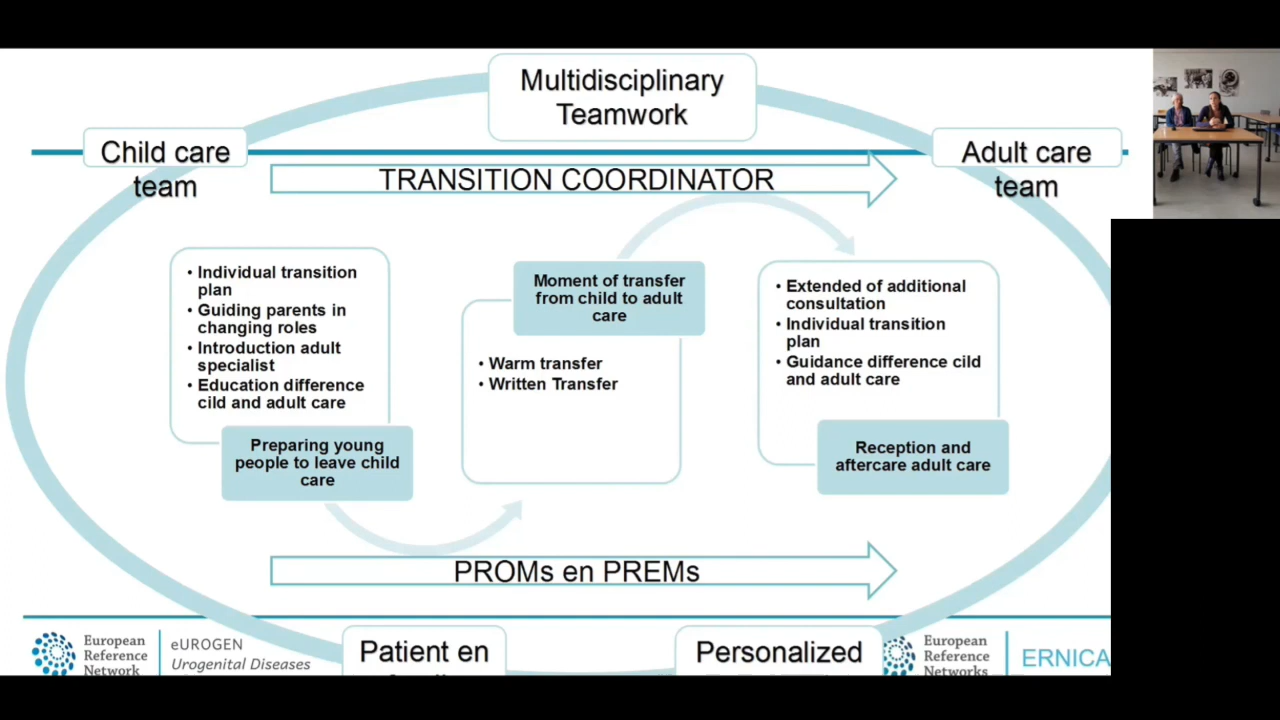 Multidisciplinary
Teamwork
Child care
team
Adult care
team
TRANSITION COORDINATOR
• Individual transition
plan
• Guiding parents in
changing roles
• Introduction adult
specialist
• Education difference
cild and adult care
Preparing young
people to leave child
care
Moment of transfer
from child to adult
care
• Warm transfer
• Written Transfer
• Extended of additional
consultation
• Individual transition
plan
• Guidance difference cild
and adult care
Reception and
aftercare adult care
PROMs en PREMs
European
Reference
Network
eUROGEN
Urogenital Diseases
Patient en
Personalized
European
Reference
Networks
ERNICA